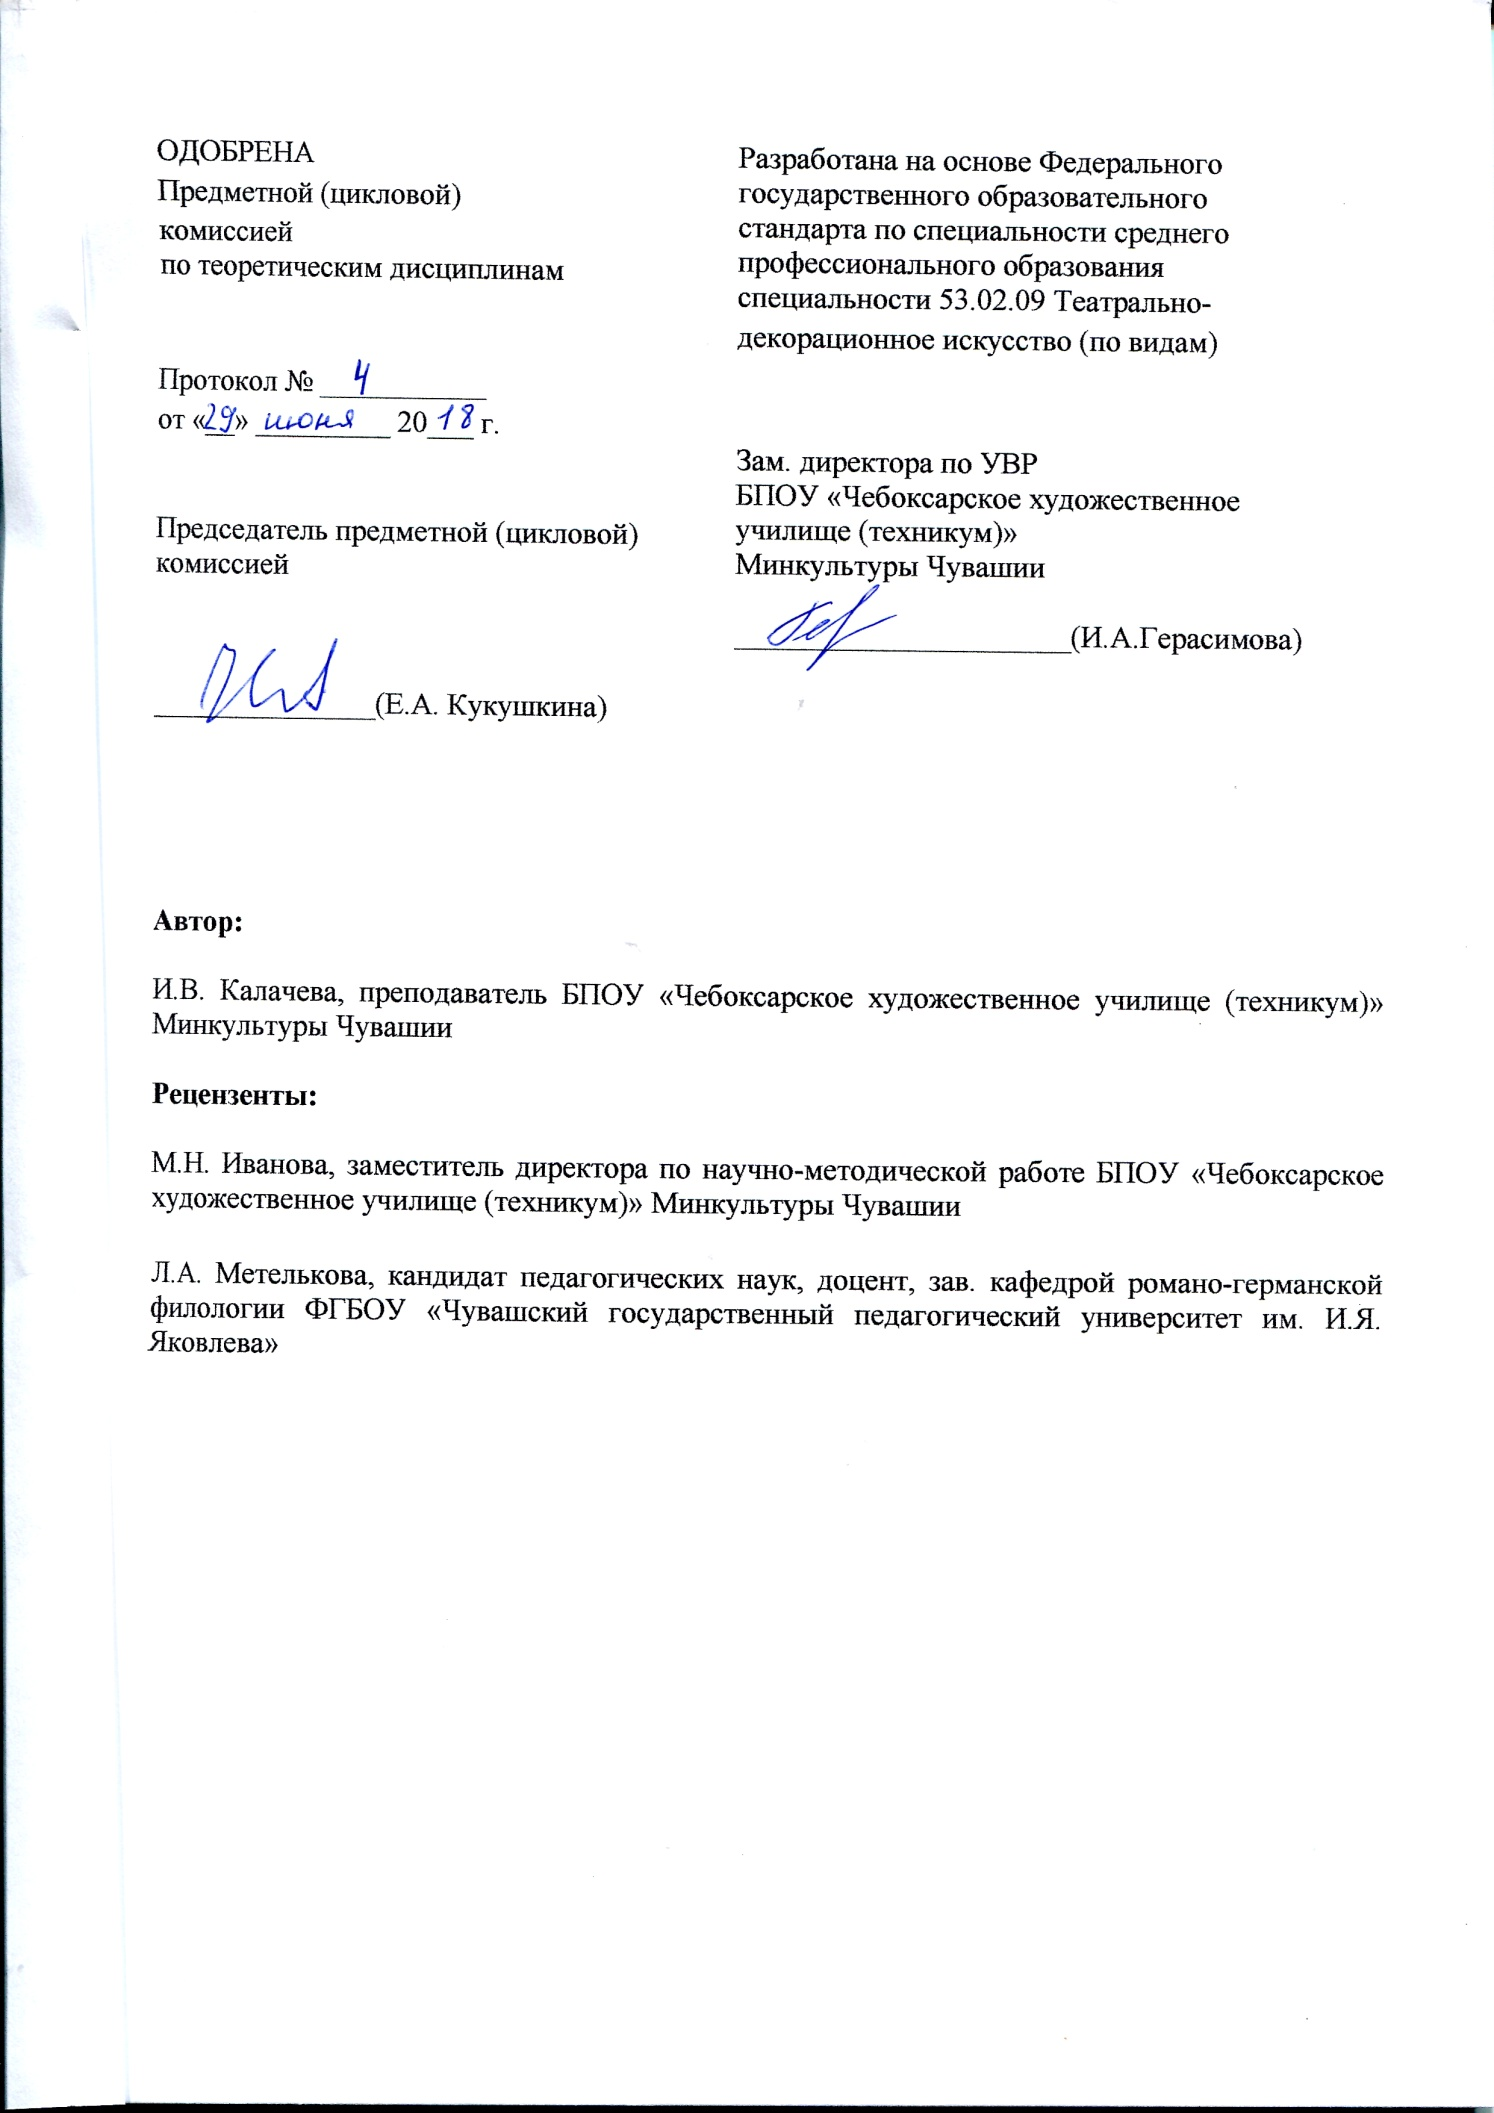 ОДОБРЕНА
Предметной (цикловой)
комиссией
по теоретическим дисциплинам
Протокол № 4
от «29» июня 2018 г.
Председатель предметной (цикловой)
комиссией
(Е.А. Кукушкина)
Разработана на основе Федерального
государственного образовательного
стандарта по специальности среднего
профессионального образования
специальности 53.02.09 Театрально-
декорационное искусство (по видам)
Зам. директора по УВР
БПОУ «Чебоксарское художественное
училище (техникум)»
Минкультуры Чувашии
(И.А.Герасимова)
Автор:
И.В. Калачева, преподаватель БПОУ «Чебоксарское художественное училище (техникум)»
Минкультуры Чувашии
Рецензенты:
М.Н. Иванова, заместитель директора по научно-методической работе БПОУ «Чебоксарское
художественное училище (техникум)» Минкультуры Чувашии
Л.А. Метелькова, кандидат педагогических наук, доцент, зав. кафедрой романо-германской
филологии ФГБОУ «Чувашский государственный педагогический университет им. И.Я.
Яковлева»